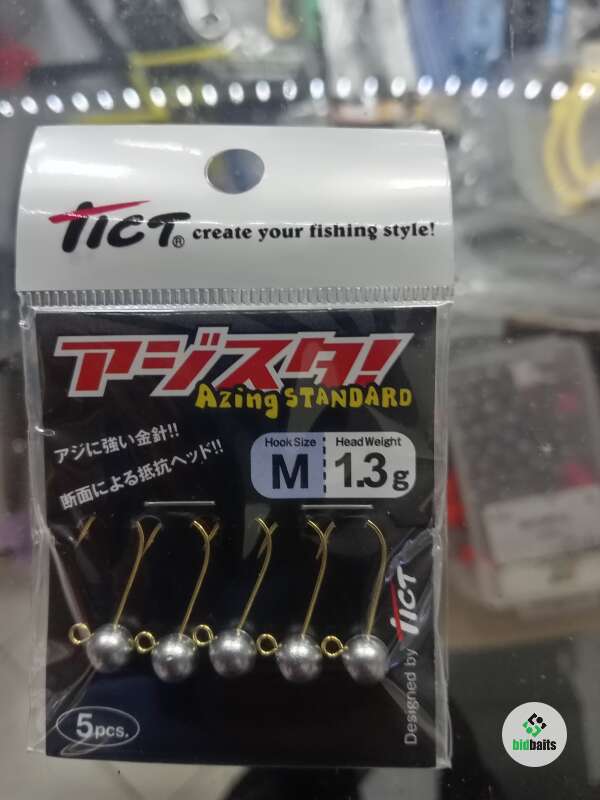 TICT® create your fishing style!
アジスタ!
Azing STANDARD
アジに強い金針!!
断面による抵抗ヘッド!!
Hook Size
M
Head Weight
1.3g
5pcs.
Designed by TICT
bidbaits